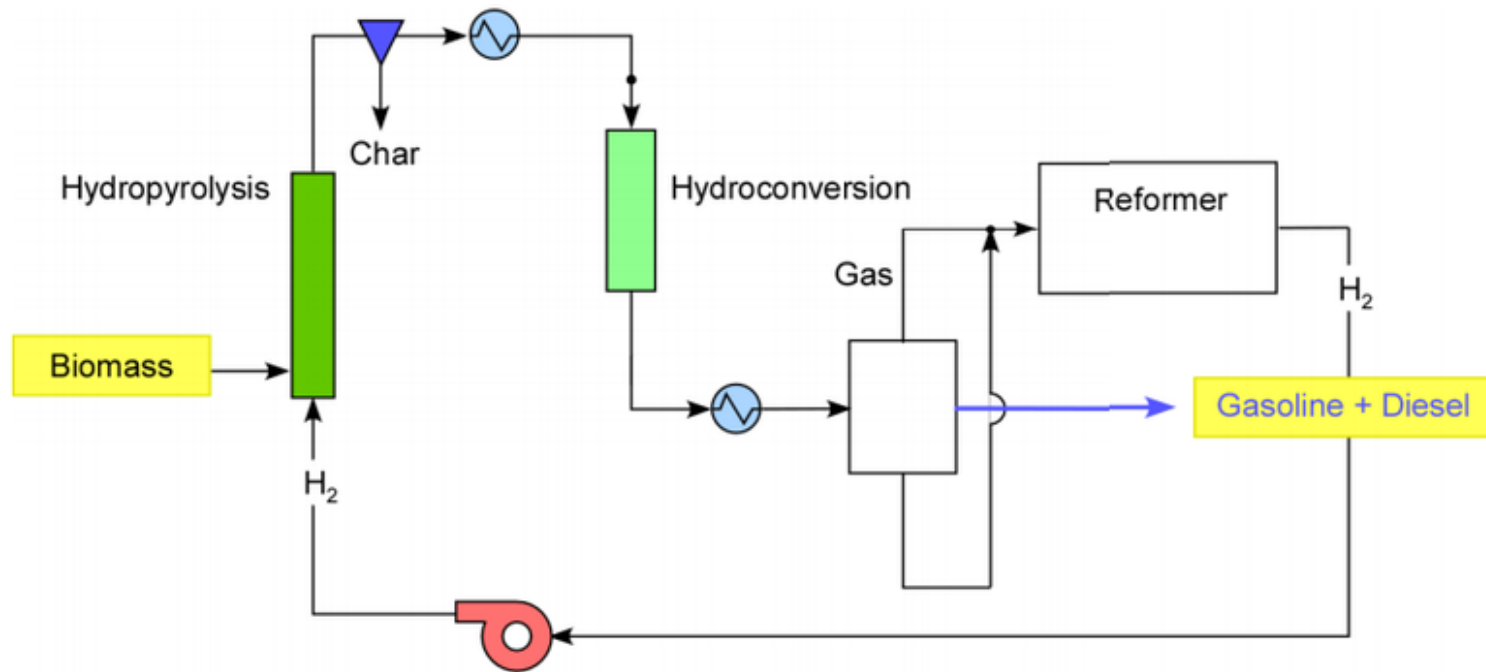 Char
Hydropyrolysis
Hydroconversion
Reformer
Gas
H₂
Biomass
Gasoline + Diesel
H₂